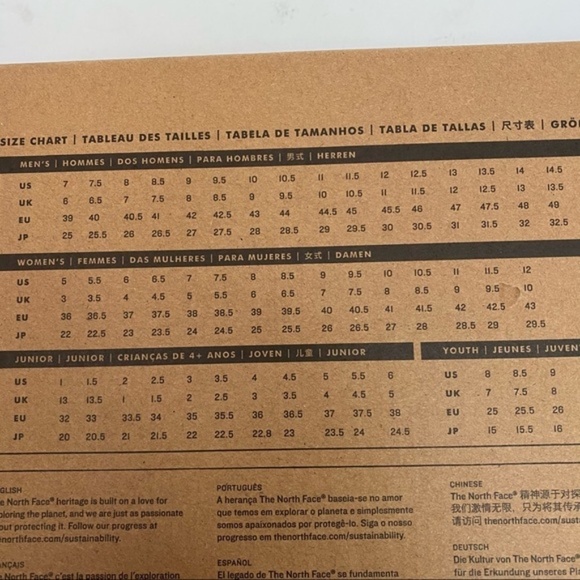 SIZE CHART | TABLEAU DES TAILLES | TABELA DE TAMANHOS | TABLA DE TALLAS | 尺寸表 |
MEN'S | HOMMES | DOS HOMENS | PARA HOMBRES | 男式 | HERREN
US 7 7.5 8 8.5 9 9.5 10 10.5 11 11.5 12 12.5 13 13.5 14 14.5
UK 6 6.5 7 7.5 8 8.5 9 9.5 10 10.5 11 11.5 12 12.5 13 13.5
EU 39 40 40.5 41 42 42.5 43 44 44.5 45 45.5 46 47 47.5 48 49
JP 25 25.5 26 26.5 27 27.5 28 28.5 29 29.5 30 30.5 31 31.5 32 32.5
WOMEN'S | FEMMES | DAS MULHERES | PARA MUJERES | 女式 | DAMEN
US 5 5.5 6 6.5 7 7.5 8 8.5 9 9.5 10 10.5 11 11.5 12
UK 3 3.5 4 4.5 5 5.5 6 6.5 7 7.5 8 8.5 9 9.5 10
EU 36 36.5 37 37.5 38 38.5 39 39.5 40 40.5 41 41.5 42 42.5 43
JP 22 22.5 23 23.5 24 24.5 25 25.5 26 26.5 27 28 28.5 29 29.5
JUNIOR | JUNIOR | CRIANÇAS DE 4+ ANOS | JOVEN | 儿童 | JUNIOR
US 1 1.5 2 2.5 3 3.5 4 4.5 5 5.5 6
UK 13 13.5 1 1.5 2 2.5 3 3.5 4 4.5 5
EU 32 33 33.5 34 35 35.5 36 36.5 37 37.5 38
JP 20 20.5 21 21.5 22 22.5 22.8 23 23.5 24 24.5
YOUTH | JEUNES |
US 8 8.5 9
UK 7 7.5 8
EU 25 25.5 26
JP 15 15.5 16
North Face® heritage is built on a love for
exploring the planet, and we are just as passionate
protecting it. Follow our progress at
thenorthface.com/sustainability.
North Face® c'est la passion de l'exploration
PORTUGUÊS
A herança The North Face® baseia-se no amor
que temos em explorar o planeta e simplesmente
somos apaixonados por protegê-lo. Siga o nosso
progresso em thenorthface.com/sustainability.
ESPAÑOL
El legado de The North Face® se fundamenta
CHINESE
The North Face® 精神源于对探
我们激情无限，只为将其传承
请访问 thenorthface.com/sust
DEUTSCH
Die Kultur von The North Face®
für die Erkundung unseres